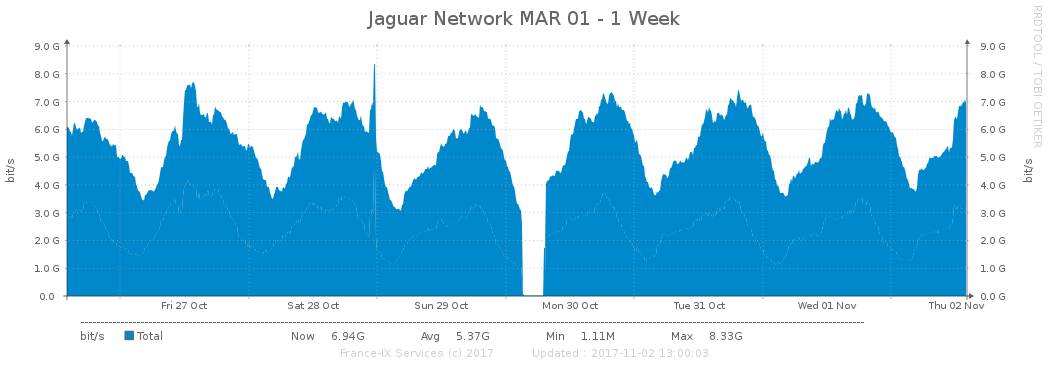 Jaguar Network MAR 01 - 1 Week
RRDTOOL / TOBI OETIKER
bit/s
9.0 G 9.0 G
8.0 G 8.0 G
7.0 G 7.0 G
6.0 G 6.0 G
5.0 G 5.0 G
4.0 G 4.0 G
3.0 G 3.0 G
2.0 G 2.0 G
1.0 G 1.0 G
0.0 0.0 G
bit/s
Fri 27 Oct Sat 28 Oct Sun 29 Oct Mon 30 Oct Tue 31 Oct Wed 01 Nov Thu 02 Nov
bit/s Total Now 6.94G Avg 5.37G Min 1.11M Max 8.33G
France-IX Services (c) 2017 Updated : 2017-11-02 13:00:03